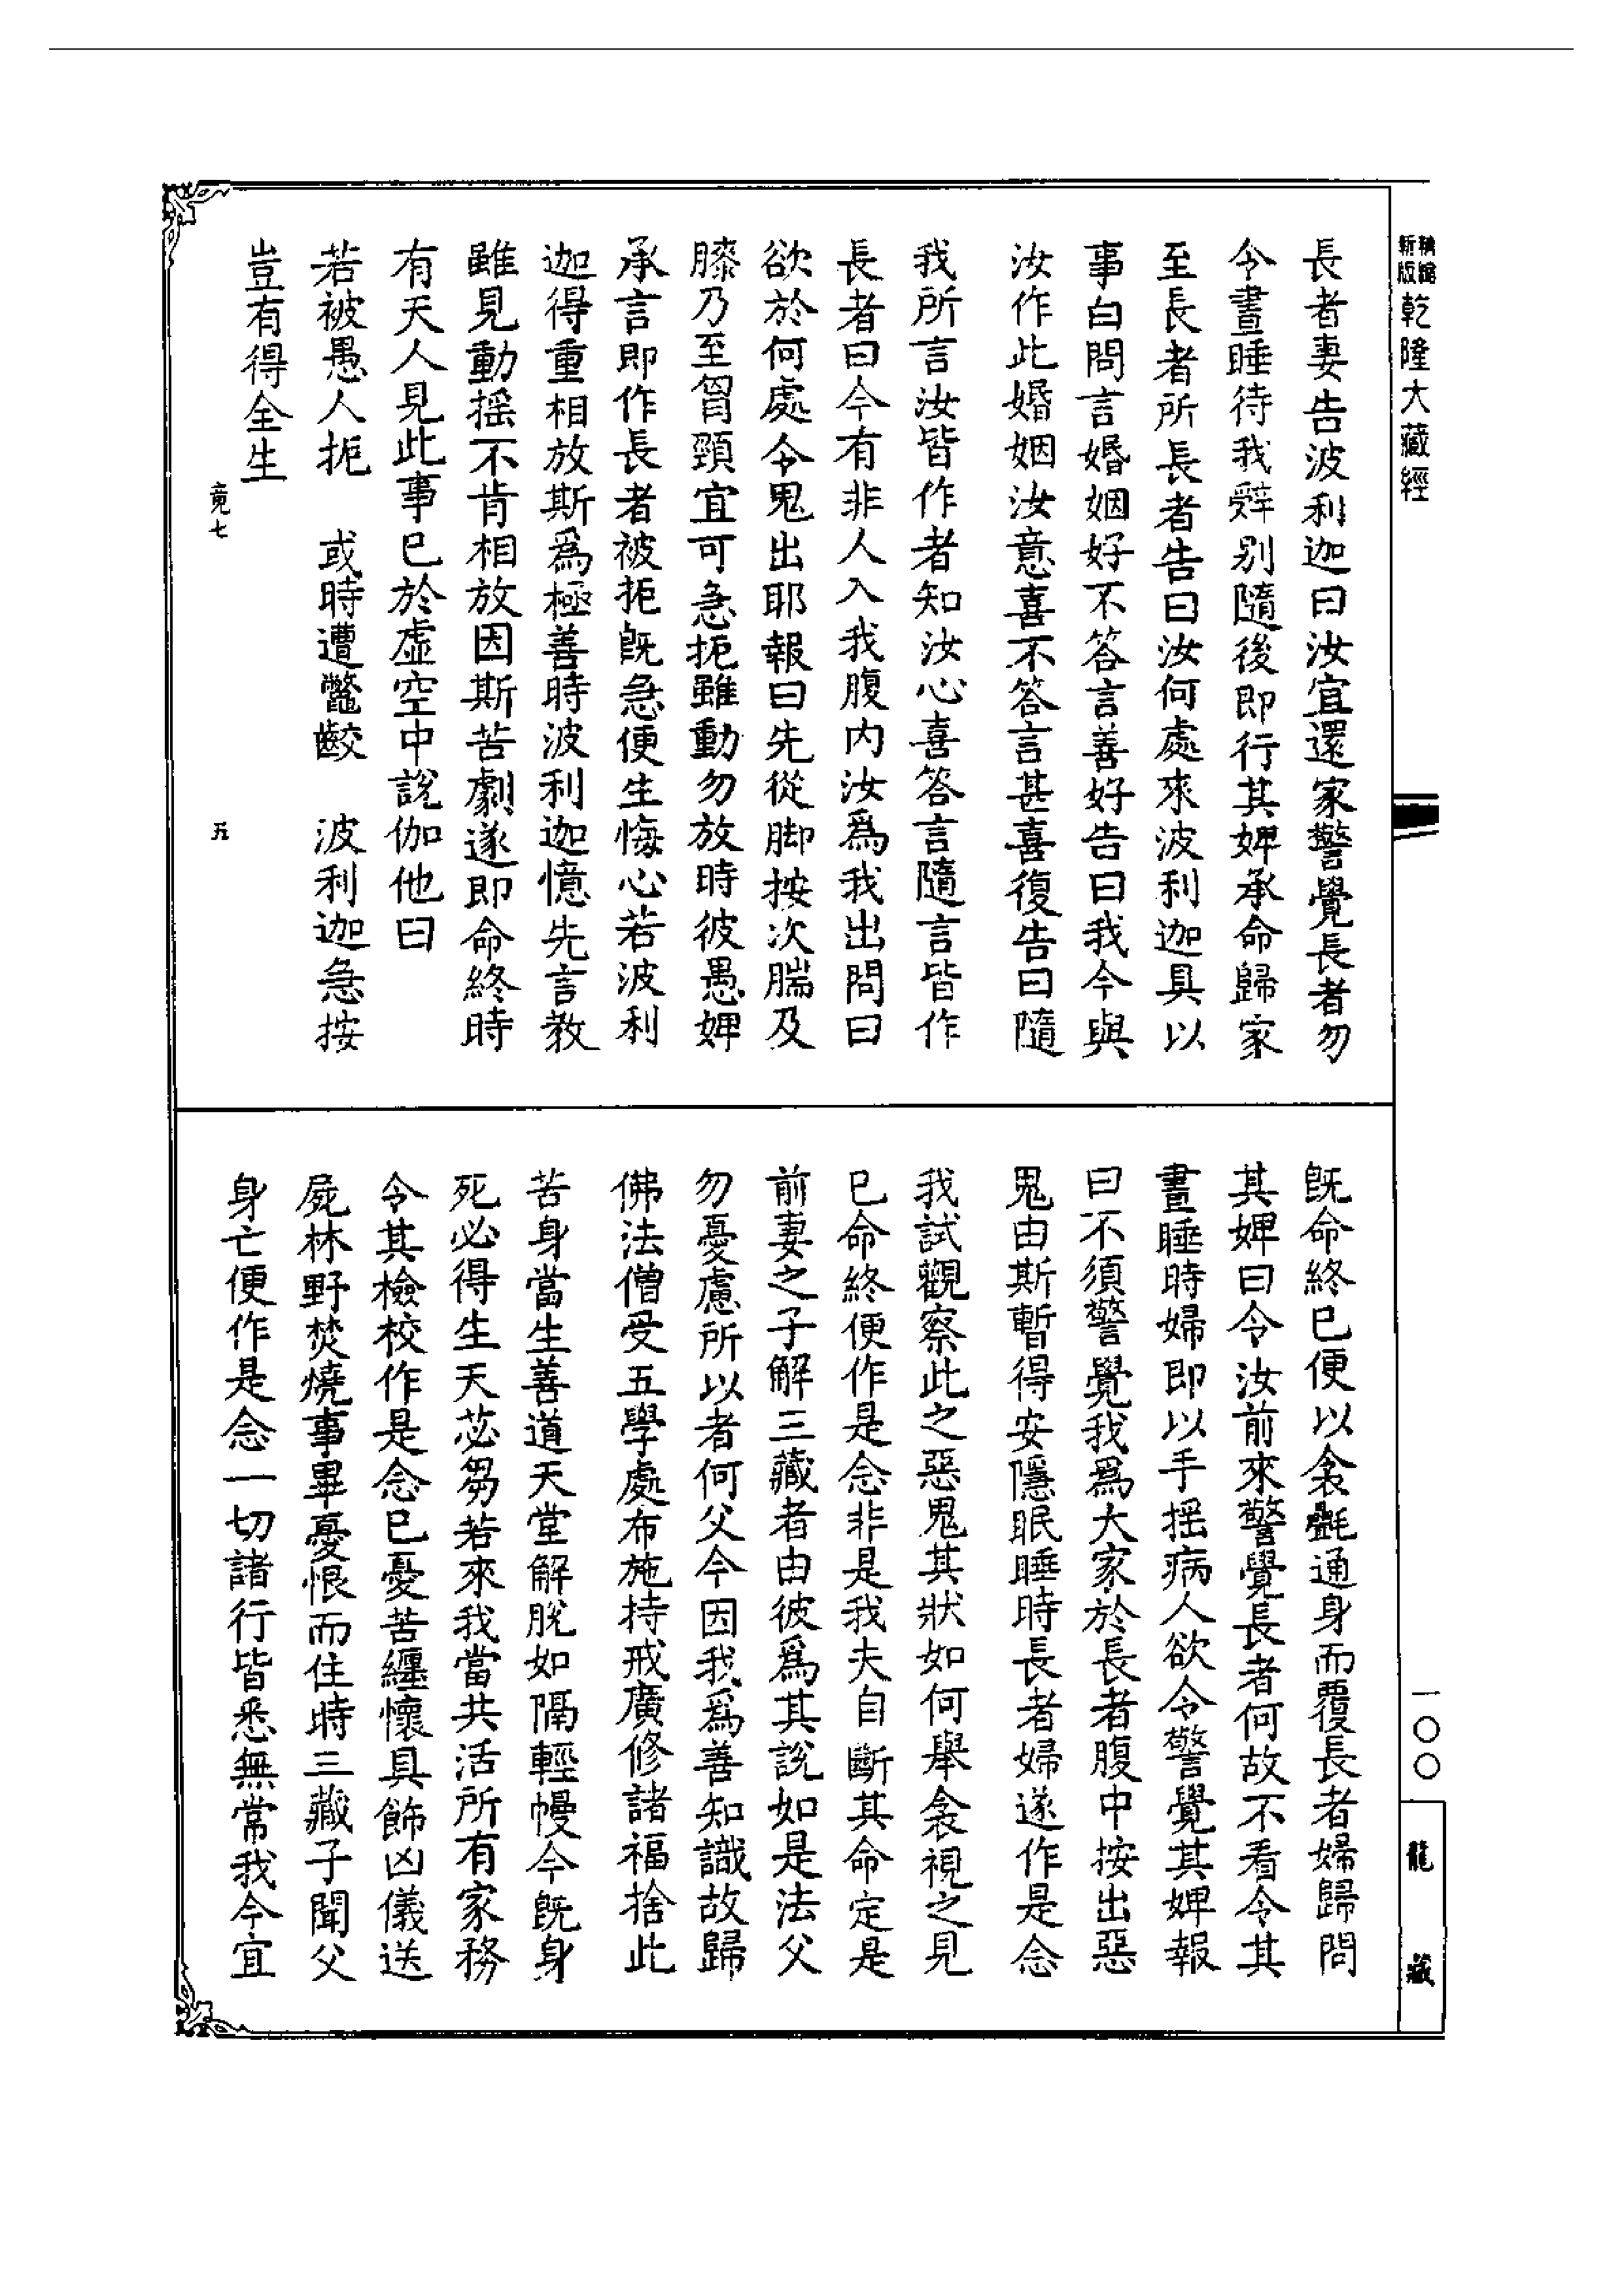 新編
縮版
乾隆大藏經
長者妻告波利迦曰汝宜還家警覺長者勿
令晝睡待我辤別隨後即行其婢承命歸家
至長者所長者告曰汝何處來波利迦具以
事白問言婚姻好不答言善好告曰我今與
汝作此婚姻汝意喜不答言甚喜復告曰隨
我所言汝皆作者知汝心喜答言隨言皆作
長者曰今有非人入我腹內汝爲我出問曰
欲於何處令鬼出耶報曰先從脚按次腨及
膝乃至胷頸宜可急扼雖動勿放時彼愚婢
承言即作長者被扼旣急便生悔心若波利
迦得重相放斯爲極善時波利迦憶先言教
雖見動摇不肯相放因斯苦劇遂即命終時
有天人見此事已於虛空中說伽他曰
若被愚人扼　或時遭鼈齩　波利迦急按
豈有得全生
竟七　五
旣命終已便以衾㲲通身而覆長者婦歸問
其婢曰令汝前來警覺長者何故不看令其
晝睡時婦即以手摇病人欲令警覺其婢報
曰不須警覺我爲大家於長者腹中按出惡
鬼由斯暫得安隱眠睡時長者婦遂作是念
我試觀察此之惡鬼其狀如何舉衾視之見
已命終便作是念非是我夫自斷其命定是
前妻之子解三藏者由彼爲其說如是法父
勿憂慮所以者何父今因我爲善知識故歸
佛法僧受五學處布施持戒廣修諸福捨此
苦身當生善道天堂解脫如隔輕幔今旣身
死必得生天苾芻若來我當共活所有家務
令其檢校作是念已憂苦纏懷具飾凶儀送
屍林野焚燒事畢憂恨而住時三藏子聞父
身亡便作是念一切諸行皆悉無常我今宜
一〇〇
龍藏